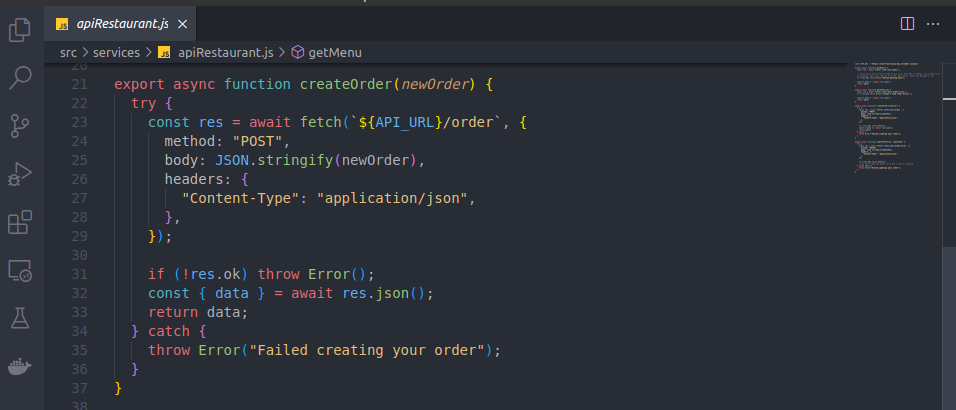 JS apiRestaurant.js ×
src > services > JS apiRestaurant.js > getMenu
20
21 export async function createOrder(newOrder) {
22 try {
23 const res = await fetch(`${API_URL}/order`, {
24 method: "POST",
25 body: JSON.stringify(newOrder),
26 headers: {
27 "Content-Type": "application/json",
28 },
29 });
30
31 if (!res.ok) throw Error();
32 const { data } = await res.json();
33 return data;
34 } catch {
35 throw Error("Failed creating your order");
36 }
37 }
38